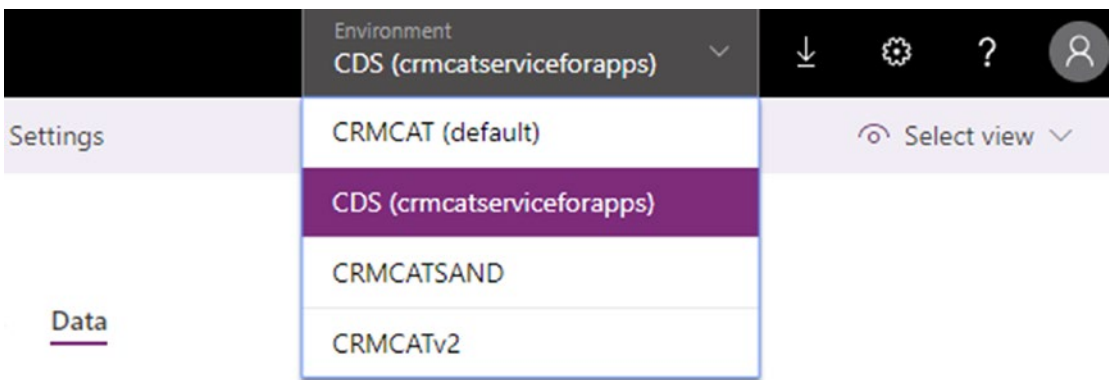 Environment
CDS (crmcatserviceforapps)
?
Settings
CRMCAT (default)
Select view
CDS (crmcatserviceforapps)
CRMCATSAND
Data
CRMCATv2